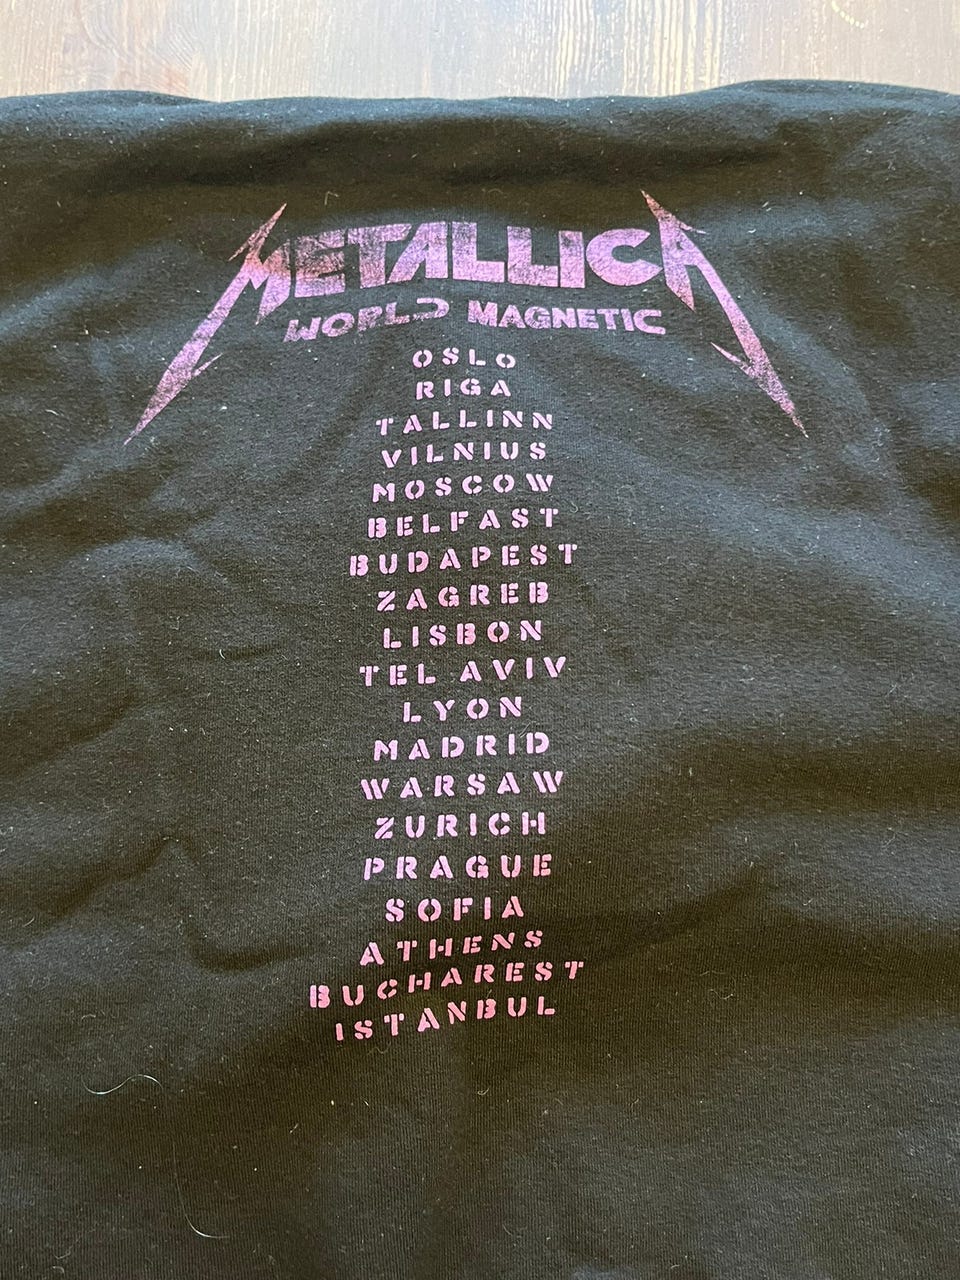 METALLICA
WORLD MAGNETIC
OSLO
RIGA
TALLINN
VILNIUS
MOSCOW
BELFAST
BUDAPEST
ZAGREB
LISBON
TEL AVIV
LYON
MADRID
WARSAW
ZURICH
PRAGUE
SOFIA
ATHENS
BUCHAREST
ISTANBUL